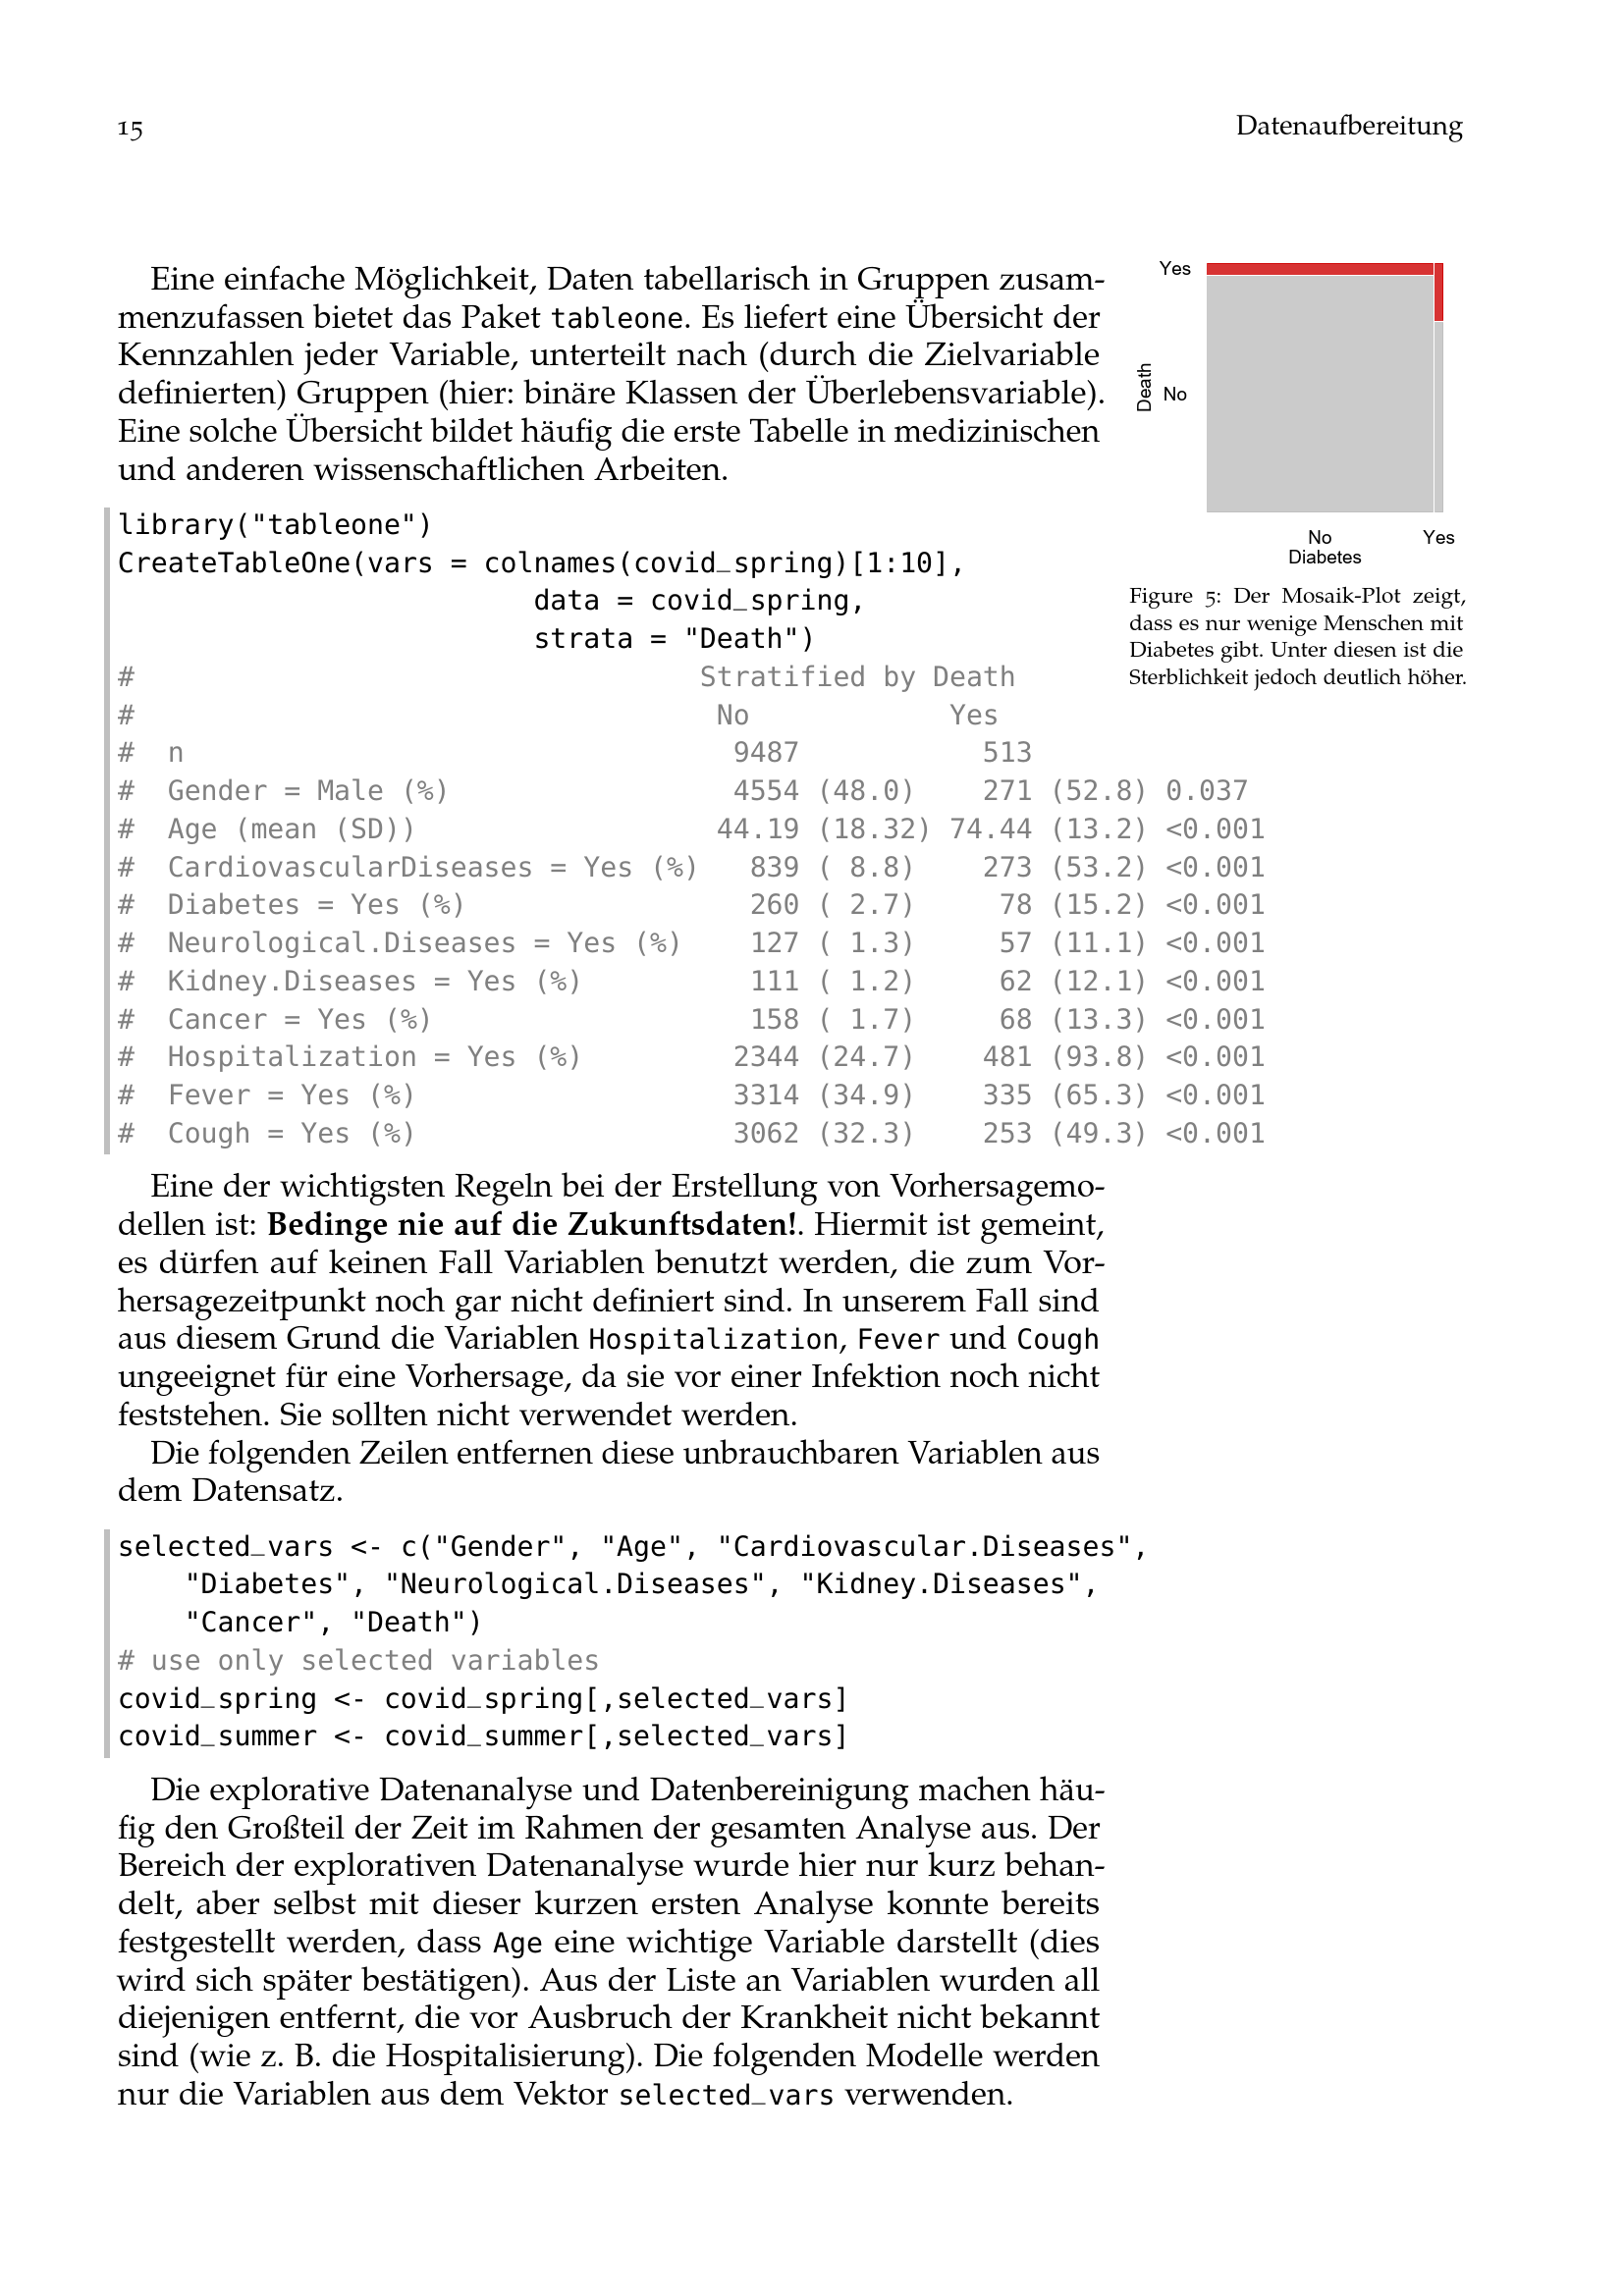 15
Datenaufbereitung
Eine einfache Möglichkeit, Daten tabellarisch in Gruppen zusam-
menzufassen bietet das Paket tableone. Es liefert eine Übersicht der
Kennzahlen jeder Variable, unterteilt nach (durch die Zielvariable
definierten) Gruppen (hier: binäre Klassen der Überlebensvariable).
Eine solche Übersicht bildet häufig die erste Tabelle in medizinischen
und anderen wissenschaftlichen Arbeiten.
library("tableone")
CreateTableOne(vars = colnames(covid_spring)[1:10],
                         data = covid_spring,
                         strata = "Death")
#                                  Stratified by Death
#                                   No            Yes
#  n                                 9487           513
#  Gender = Male (%)                 4554 (48.0)    271 (52.8) 0.037
#  Age (mean (SD))                  44.19 (18.32) 74.44 (13.2) <0.001
#  CardiovascularDiseases = Yes (%)   839 ( 8.8)    273 (53.2) <0.001
#  Diabetes = Yes (%)                 260 ( 2.7)     78 (15.2) <0.001
#  Neurological.Diseases = Yes (%)    127 ( 1.3)     57 (11.1) <0.001
#  Kidney.Diseases = Yes (%)          111 ( 1.2)     62 (12.1) <0.001
#  Cancer = Yes (%)                   158 ( 1.7)     68 (13.3) <0.001
#  Hospitalization = Yes (%)         2344 (24.7)    481 (93.8) <0.001
#  Fever = Yes (%)                   3314 (34.9)    335 (65.3) <0.001
#  Cough = Yes (%)                   3062 (32.3)    253 (49.3) <0.001
Eine der wichtigsten Regeln bei der Erstellung von Vorhersagemo-
dellen ist: Bedinge nie auf die Zukunftsdaten!. Hiermit ist gemeint,
es dürfen auf keinen Fall Variablen benutzt werden, die zum Vor-
hersagezeitpunkt noch gar nicht definiert sind. In unserem Fall sind
aus diesem Grund die Variablen Hospitalization, Fever und Cough
ungeeignet für eine Vorhersage, da sie vor einer Infektion noch nicht
feststehen. Sie sollten nicht verwendet werden.
Die folgenden Zeilen entfernen diese unbrauchbaren Variablen aus
dem Datensatz.
selected_vars <- c("Gender", "Age", "Cardiovascular.Diseases",
    "Diabetes", "Neurological.Diseases", "Kidney.Diseases",
    "Cancer", "Death")
# use only selected variables
covid_spring <- covid_spring[,selected_vars]
covid_summer <- covid_summer[,selected_vars]
Die explorative Datenanalyse und Datenbereinigung machen häu-
fig den Großteil der Zeit im Rahmen der gesamten Analyse aus. Der
Bereich der explorativen Datenanalyse wurde hier nur kurz behan-
delt, aber selbst mit dieser kurzen ersten Analyse konnte bereits
festgestellt werden, dass Age eine wichtige Variable darstellt (dies
wird sich später bestätigen). Aus der Liste an Variablen wurden all
diejenigen entfernt, die vor Ausbruch der Krankheit nicht bekannt
sind (wie z. B. die Hospitalisierung). Die folgenden Modelle werden
nur die Variablen aus dem Vektor selected_vars verwenden.
Yes
Death
No
No
Yes
Diabetes
Figure 5: Der Mosaik-Plot zeigt,
dass es nur wenige Menschen mit
Diabetes gibt. Unter diesen ist die
Sterblichkeit jedoch deutlich höher.